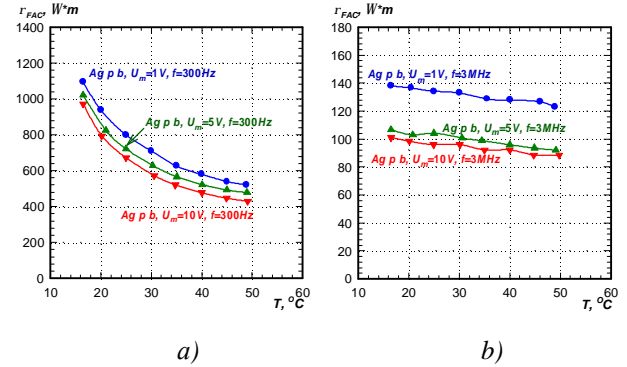 r_FAC, W*m
1400
1200
1000
800
600
400
200
0
10 20 30 40 50 60
T, °C
Ag p b, U_m=1V, f=300Hz
Ag p b, U_m=5V, f=300Hz
Ag p b, U_m=10V, f=300Hz
a)
r_FAC, W*m
180
160
140
120
100
80
60
40
20
0
10 20 30 40 50 60
T, °C
Ag p b, U_m=1V, f=3MHz
Ag p b, U_m=5V, f=3MHz
Ag p b, U_m=10V, f=3MHz
b)